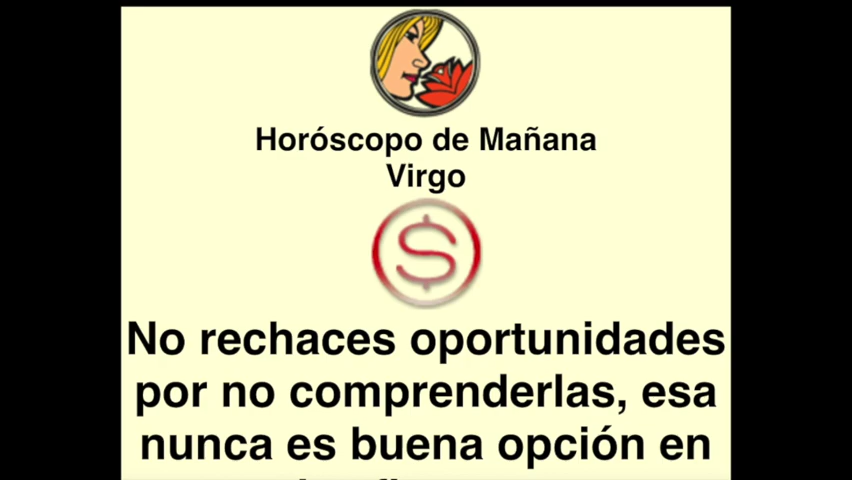 Horóscopo de Mañana
Virgo
No rechaces oportunidades
por no comprenderlas, esa
nunca es buena opción en